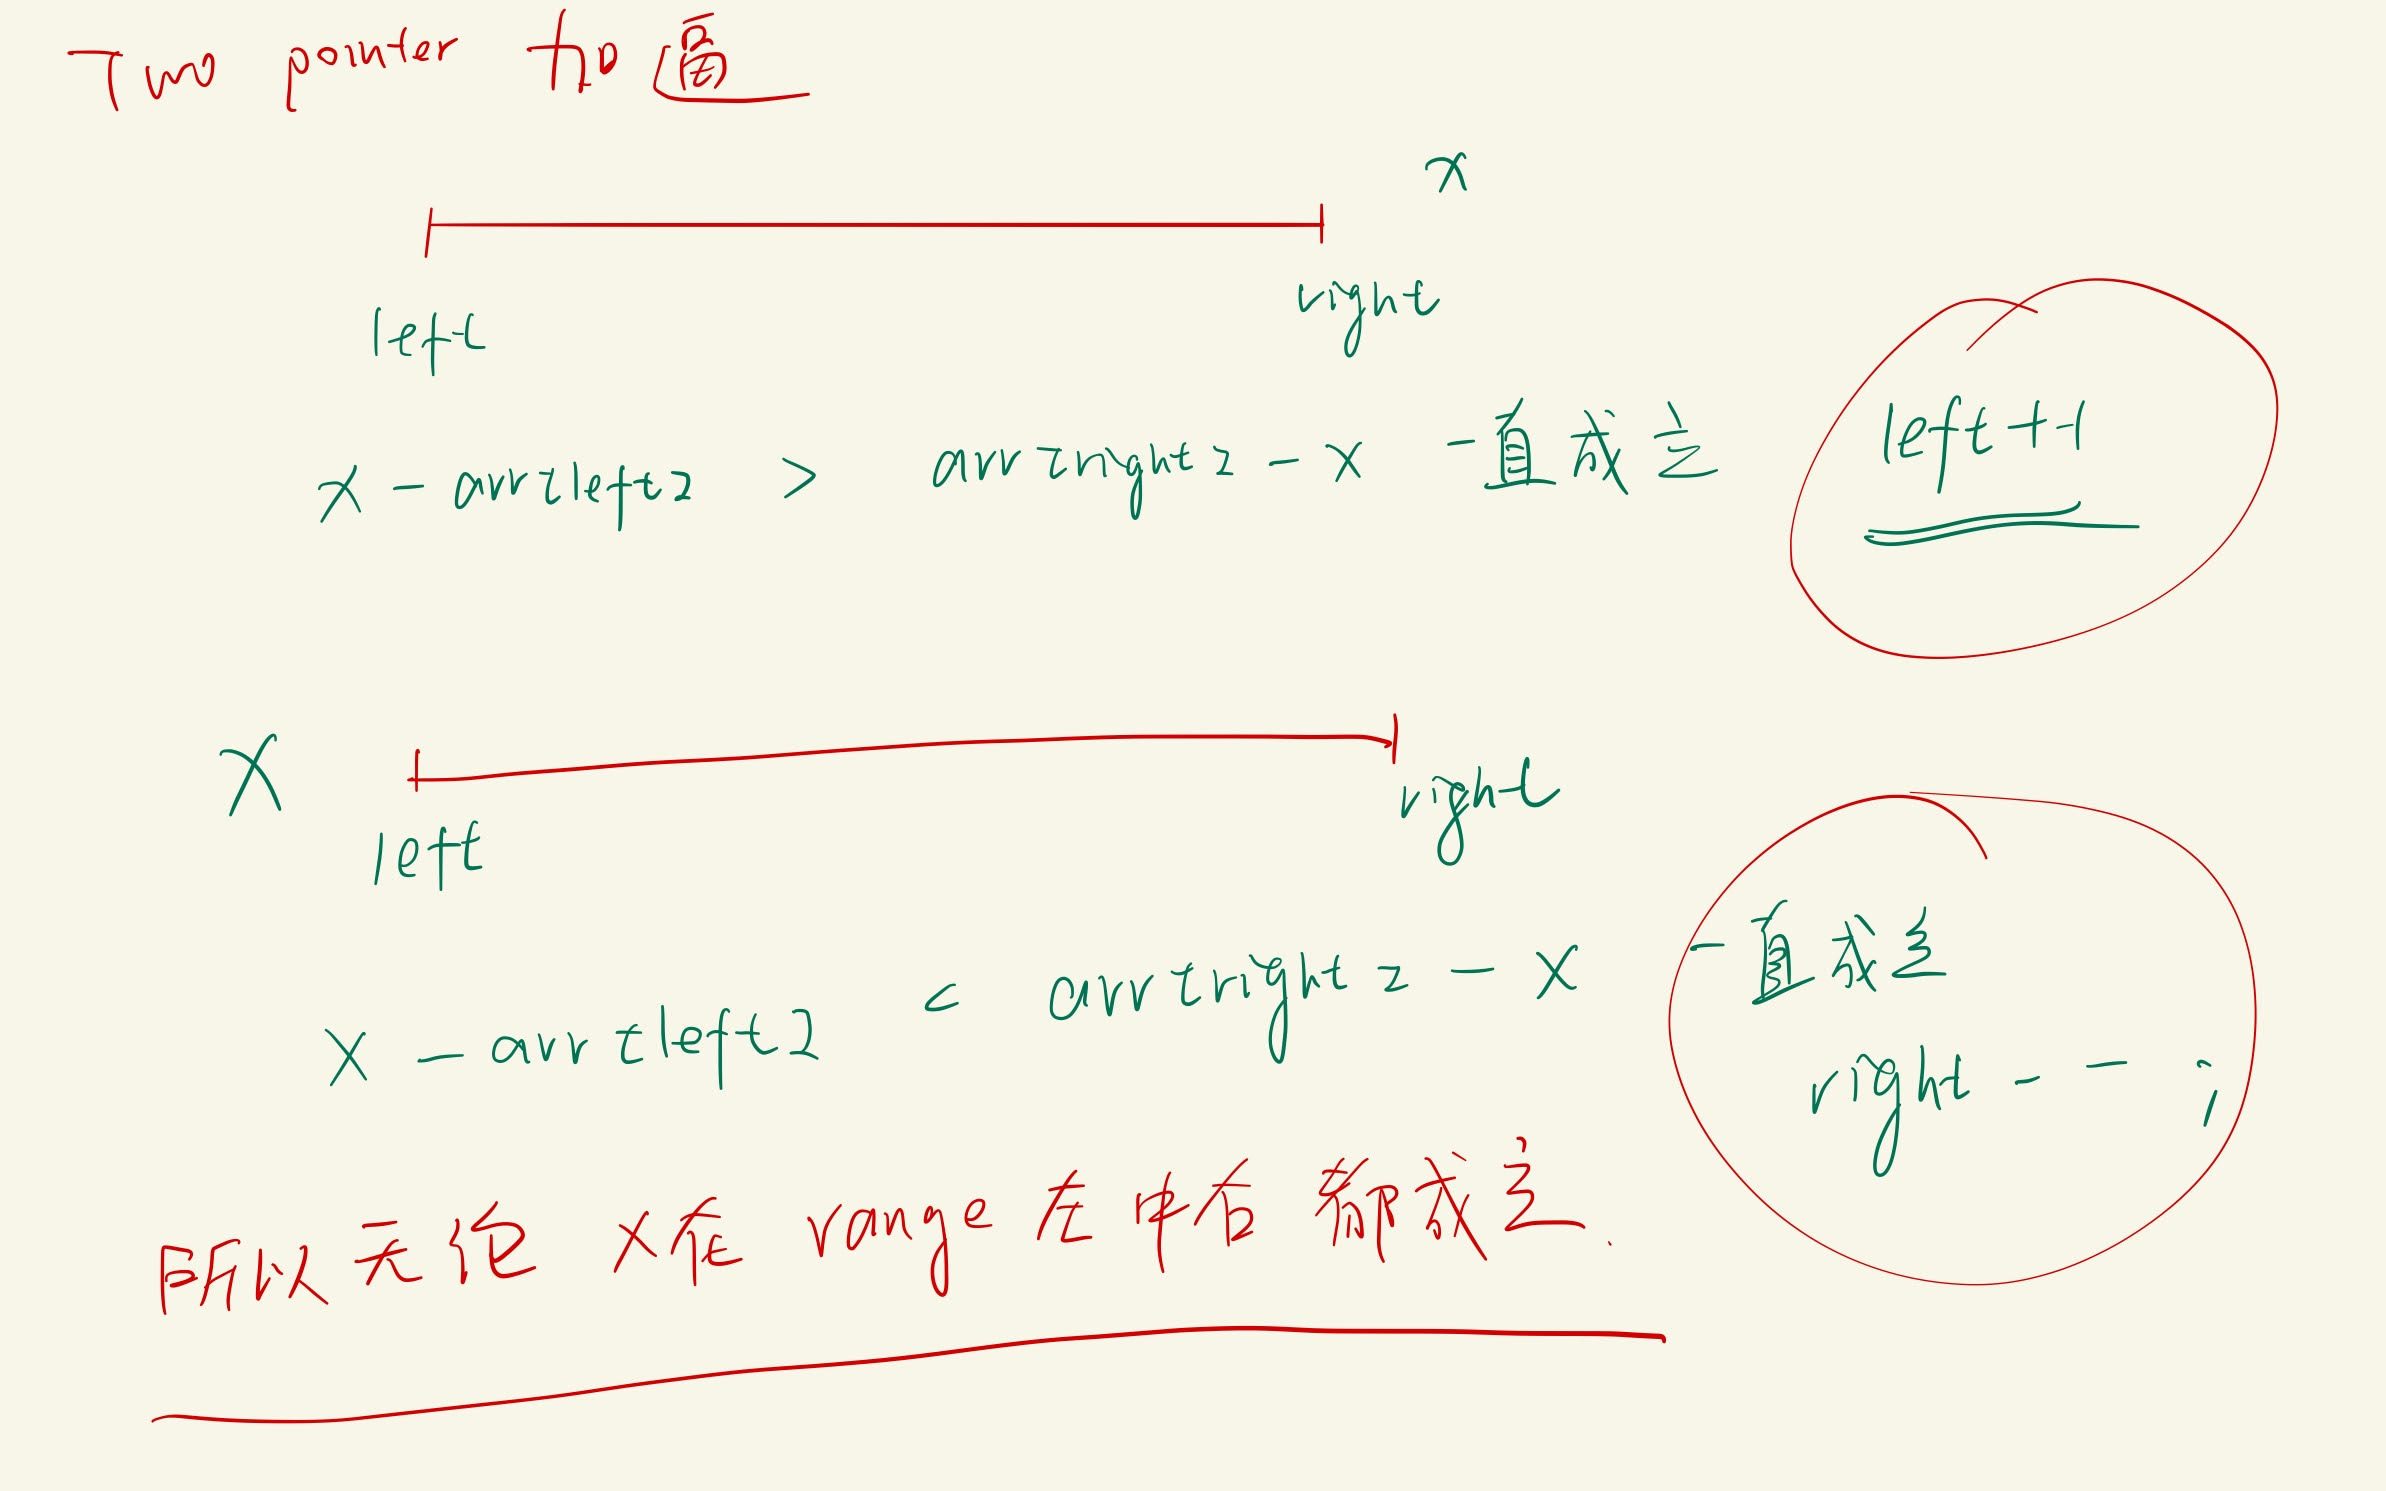 Two pointer 加逼
x
left right
x - arr[left] > arr[right] - x 一直成立
left++
X
left right
x - arr[left] < arr[right] - x 一直成立
right--;
所以无论 x在 range 左中右 都成立.